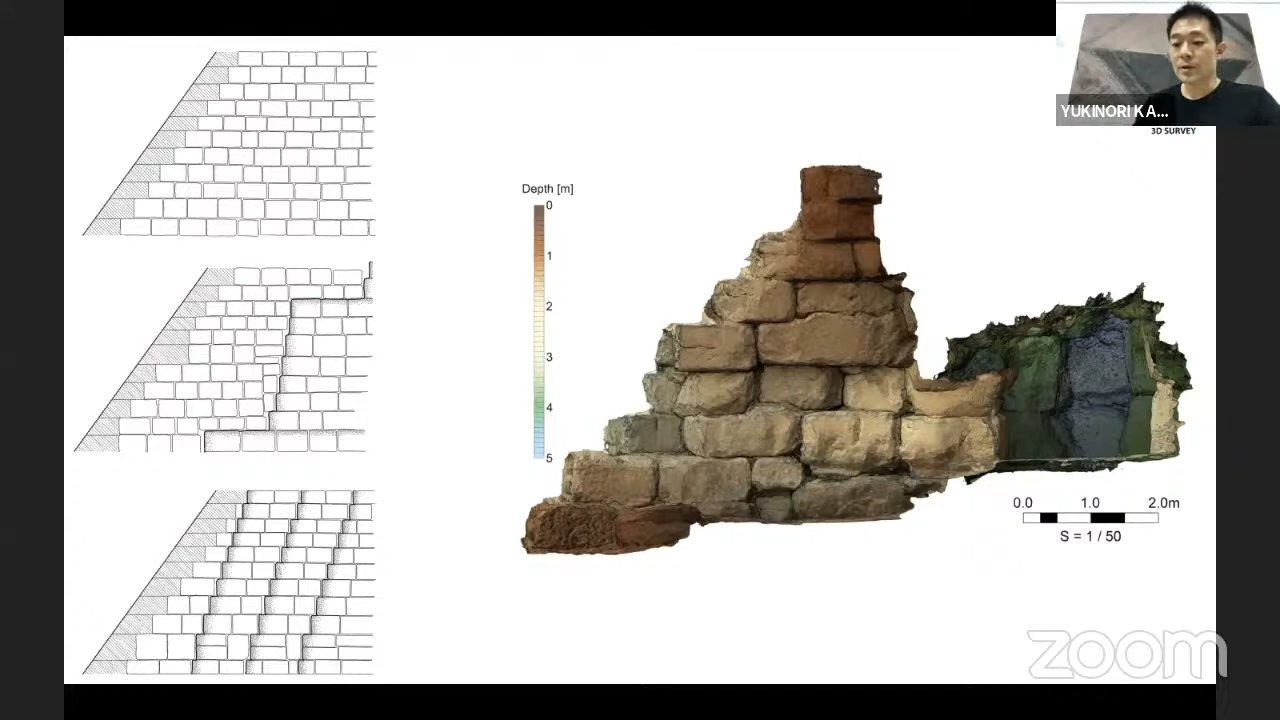 YUKINORI KA...
3D SURVEY
Depth [m]
0
1
2
3
4
5
0.0 1.0 2.0m
S = 1 / 50
zoom